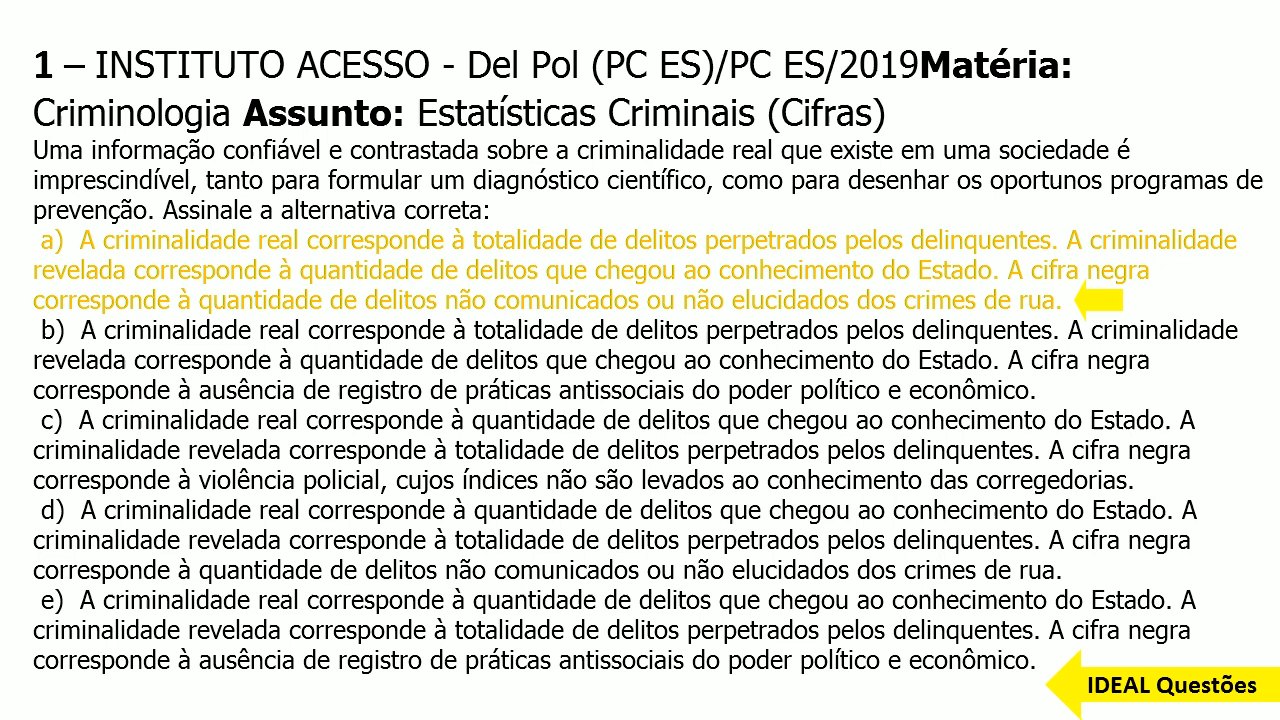 1 – INSTITUTO ACESSO - Del Pol (PC ES)/PC ES/2019Matéria:
Criminologia Assunto: Estatísticas Criminais (Cifras)
Uma informação confiável e contrastada sobre a criminalidade real que existe em uma sociedade é
imprescindível, tanto para formular um diagnóstico científico, como para desenhar os oportunos programas de
prevenção. Assinale a alternativa correta:
a) A criminalidade real corresponde à totalidade de delitos perpetrados pelos delinquentes. A criminalidade
revelada corresponde à quantidade de delitos que chegou ao conhecimento do Estado. A cifra negra
corresponde à quantidade de delitos não comunicados ou não elucidados dos crimes de rua.
b) A criminalidade real corresponde à totalidade de delitos perpetrados pelos delinquentes. A criminalidade
revelada corresponde à quantidade de delitos que chegou ao conhecimento do Estado. A cifra negra
corresponde à ausência de registro de práticas antissociais do poder político e econômico.
c) A criminalidade real corresponde à quantidade de delitos que chegou ao conhecimento do Estado. A
criminalidade revelada corresponde à totalidade de delitos perpetrados pelos delinquentes. A cifra negra
corresponde à violência policial, cujos índices não são levados ao conhecimento das corregedorias.
d) A criminalidade real corresponde à quantidade de delitos que chegou ao conhecimento do Estado. A
criminalidade revelada corresponde à totalidade de delitos perpetrados pelos delinquentes. A cifra negra
corresponde à quantidade de delitos não comunicados ou não elucidados dos crimes de rua.
e) A criminalidade real corresponde à quantidade de delitos que chegou ao conhecimento do Estado. A
criminalidade revelada corresponde à totalidade de delitos perpetrados pelos delinquentes. A cifra negra
corresponde à ausência de registro de práticas antissociais do poder político e econômico.
IDEAL Questões